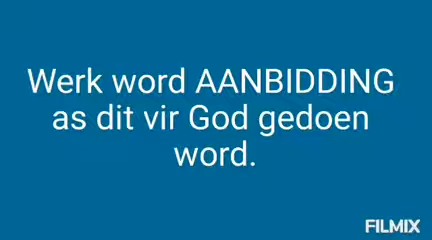 Werk word AANBIDDING
as dit vir God gedoen
word.
FILMIX